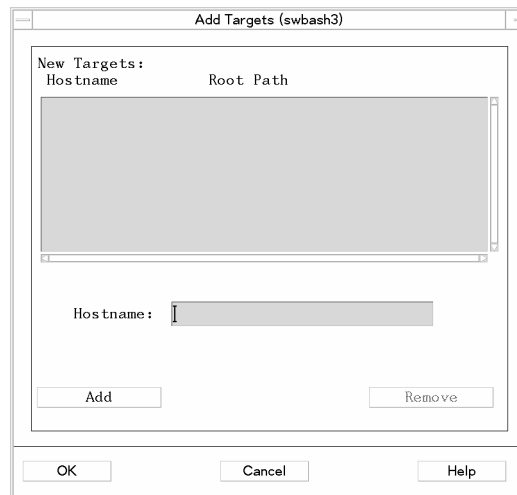 Add Targets (swbash3)
New Targets:
Hostname Root Path
Hostname:
Add Remove
OK Cancel Help